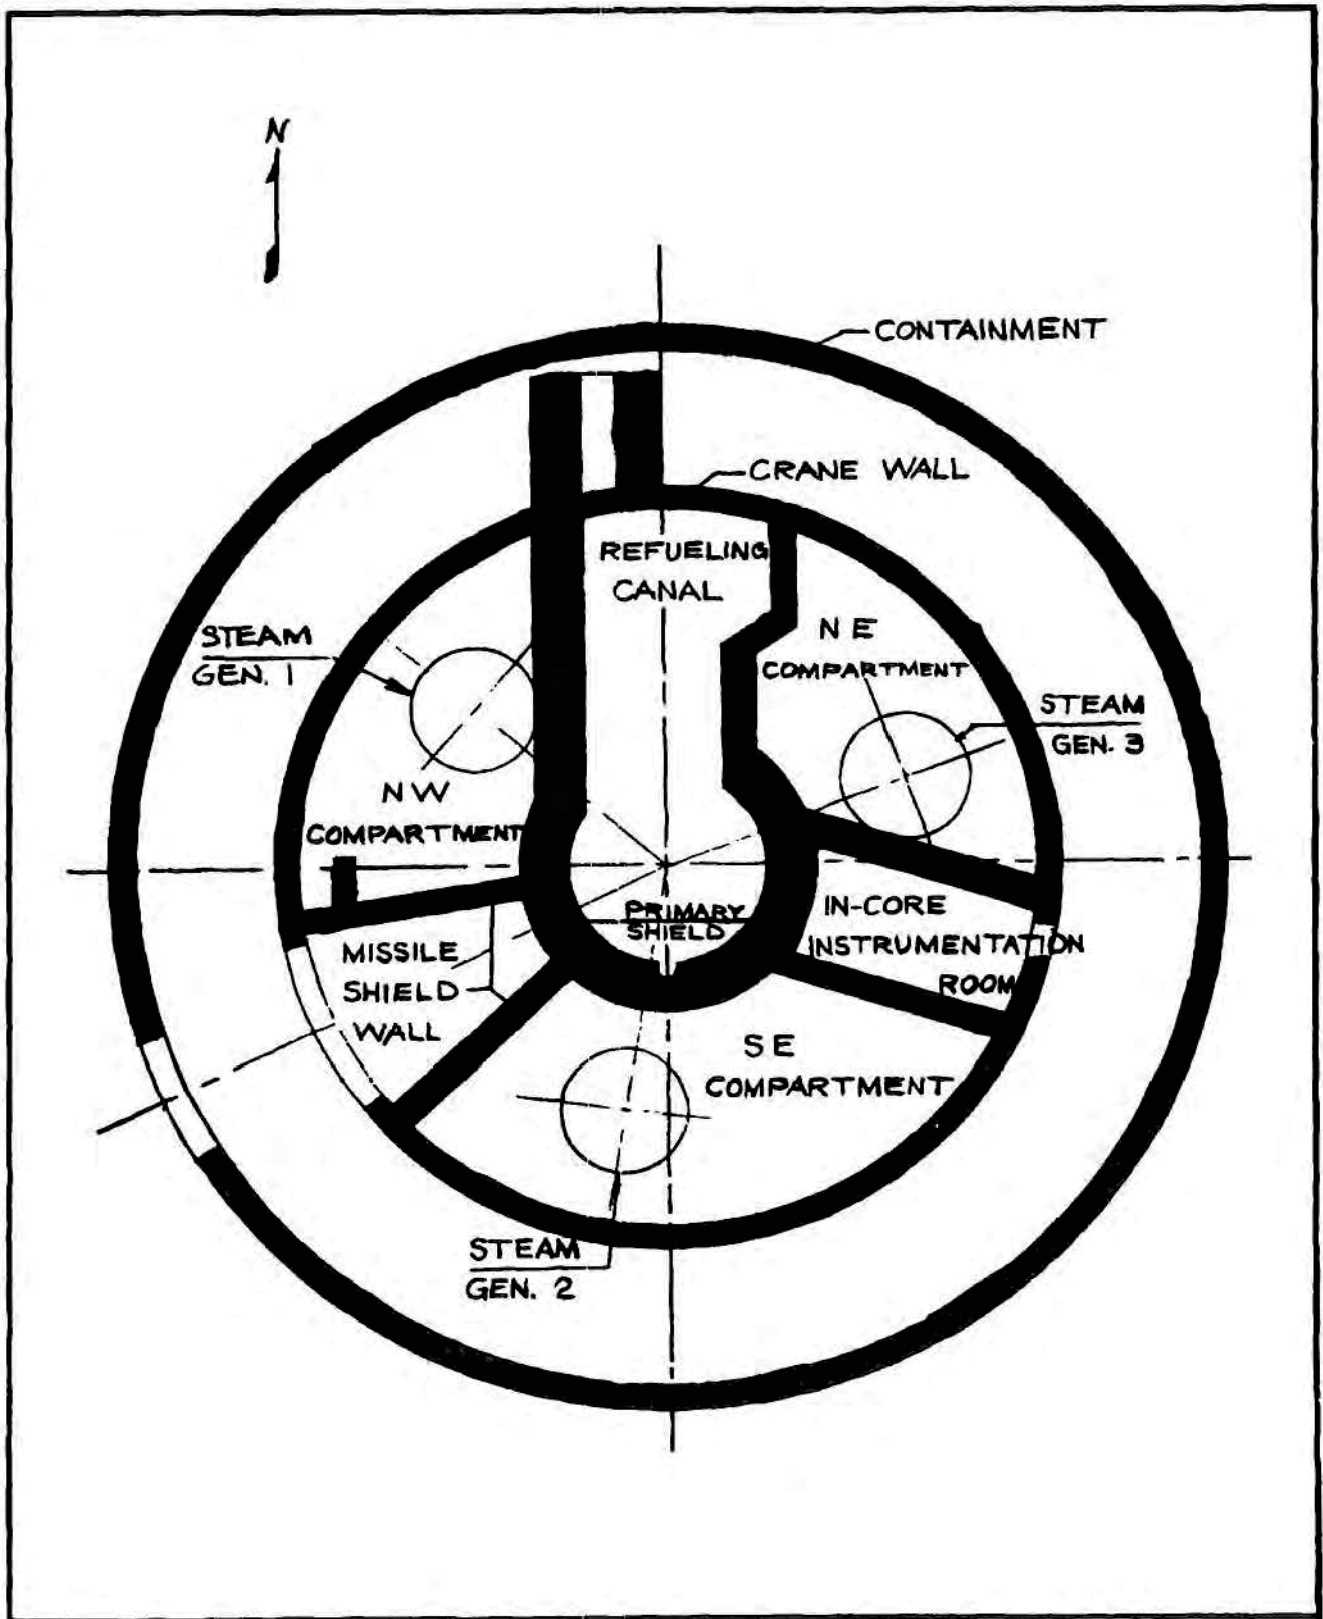 N
CONTAINMENT
CRANE WALL
REFUELING
CANAL
STEAM
GEN. 1
N E
COMPARTMENT
STEAM
GEN. 3
N W
COMPARTMENT
PRIMARY
SHIELD
IN-CORE
INSTRUMENTATION
ROOM
MISSILE
SHIELD
WALL
S E
COMPARTMENT
STEAM
GEN. 2